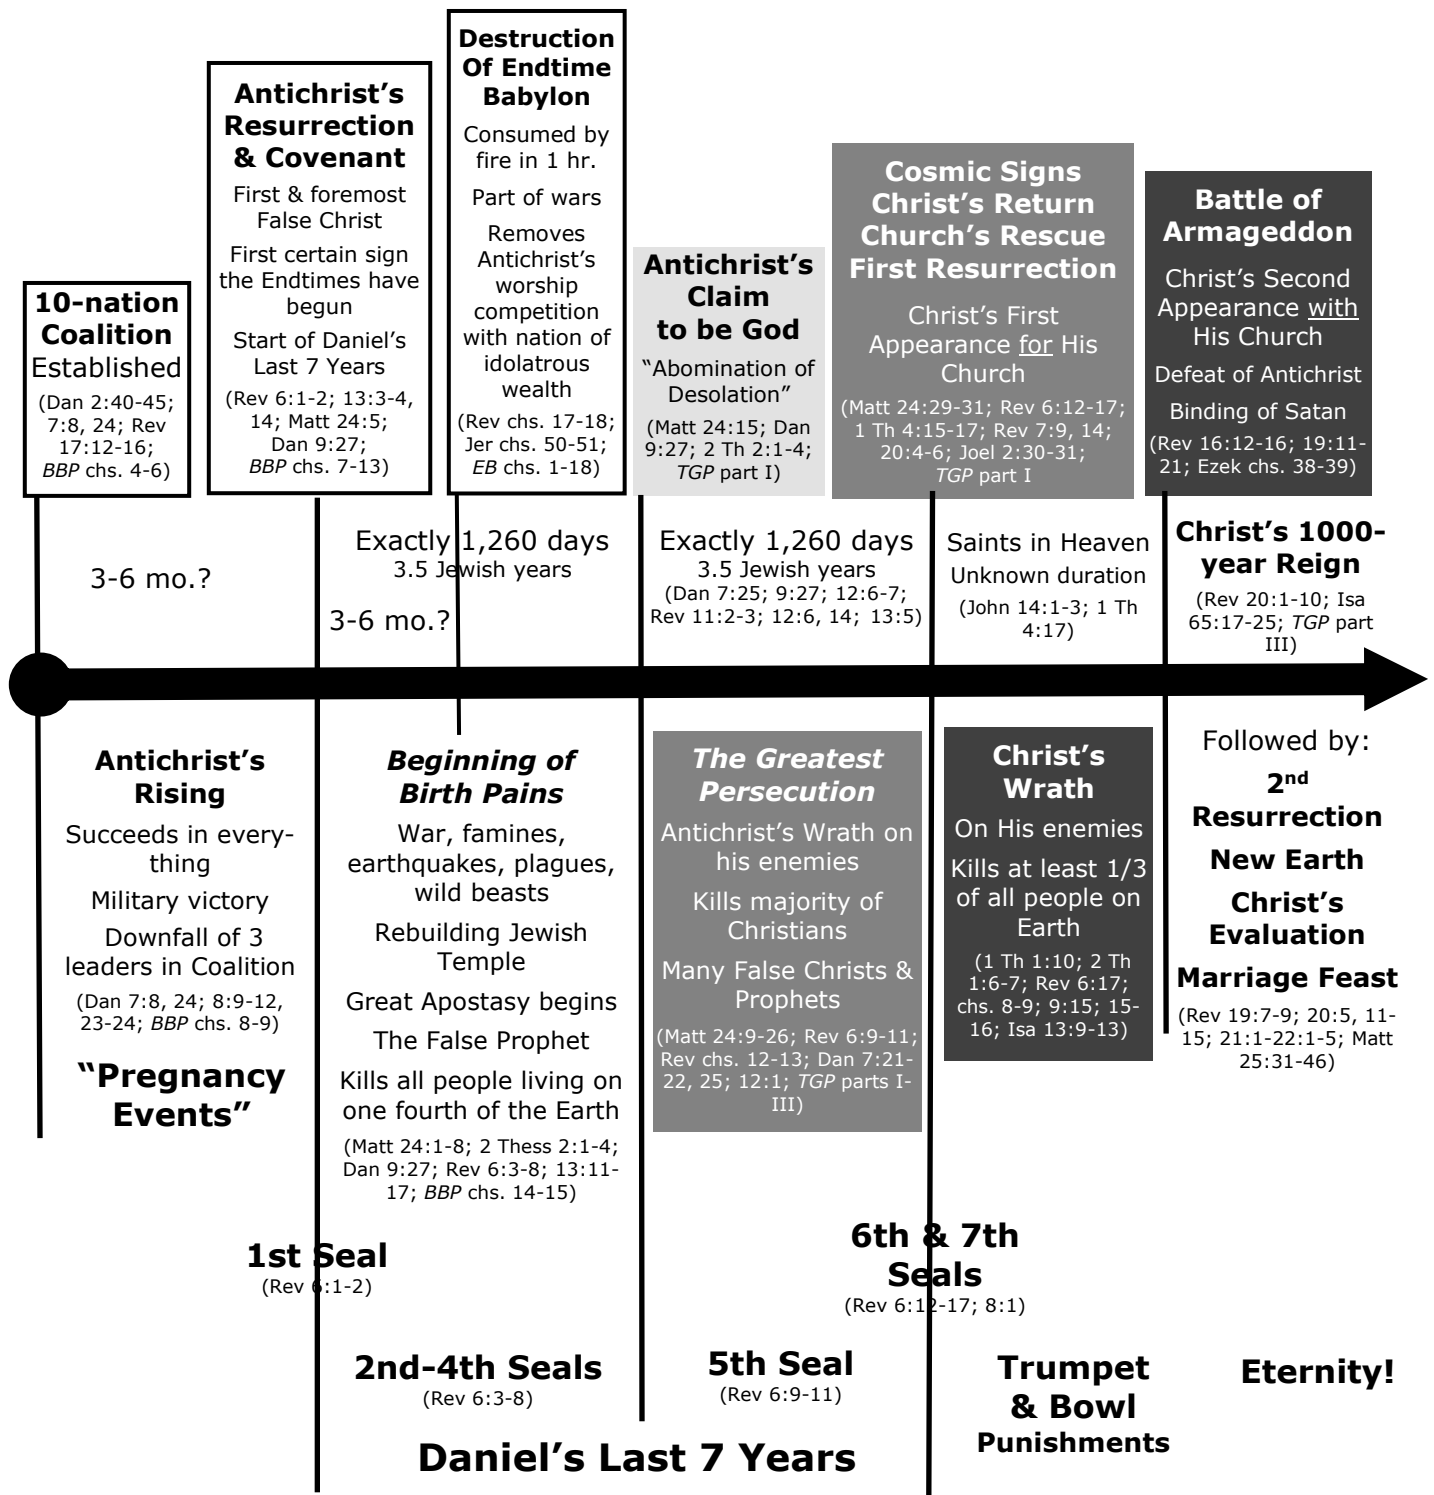 10-nation
Coalition
Established
(Dan 2:40-45;
7:8, 24; Rev
17:12-16;
BBP chs. 4-6)
Antichrist’s
Resurrection
& Covenant
First & foremost
False Christ
First certain sign
the Endtimes have
begun
Start of Daniel’s
Last 7 Years
(Rev 6:1-2; 13:3-4,
14; Matt 24:5;
Dan 9:27;
BBP chs. 7-13)
Destruction
Of Endtime
Babylon
Consumed by
fire in 1 hr.
Part of wars
Removes
Antichrist’s
worship
competition
with nation of
idolatrous
wealth
(Rev chs. 17-18;
Jer chs. 50-51;
EB chs. 1-18)
Antichrist’s
Claim
to be God
“Abomination of
Desolation”
(Matt 24:15; Dan
9:27; 2 Th 2:1-4;
TGP part I)
Cosmic Signs
Christ’s Return
Church’s Rescue
First Resurrection
Christ’s First
Appearance for His
Church
(Matt 24:29-31; Rev 6:12-17;
1 Th 4:15-17; Rev 7:9, 14;
20:4-6; Joel 2:30-31;
TGP part I
Battle of
Armageddon
Christ’s Second
Appearance with
His Church
Defeat of Antichrist
Binding of Satan
(Rev 16:12-16; 19:11-
21; Ezek chs. 38-39)
3-6 mo.?
Exactly 1,260 days
3.5 Jewish years
3-6 mo.?
Exactly 1,260 days
3.5 Jewish years
(Dan 7:25; 9:27; 12:6-7;
Rev 11:2-3; 12:6, 14; 13:5)
Saints in Heaven
Unknown duration
(John 14:1-3; 1 Th
4:17)
Christ’s 1000-
year Reign
(Rev 20:1-10; Isa
65:17-25; TGP part
III)
Antichrist’s
Rising
Succeeds in every-
thing
Military victory
Downfall of 3
leaders in Coalition
(Dan 7:8, 24; 8:9-12,
23-24; BBP chs. 8-9)
“Pregnancy
Events”
Beginning of
Birth Pains
War, famines,
earthquakes, plagues,
wild beasts
Rebuilding Jewish
Temple
Great Apostasy begins
The False Prophet
Kills all people living on
one fourth of the Earth
(Matt 24:1-8; 2 Thess 2:1-4;
Dan 9:27; Rev 6:3-8; 13:11-
17; BBP chs. 14-15)
The Greatest
Persecution
Antichrist’s Wrath on
his enemies
Kills majority of
Christians
Many False Christs &
Prophets
(Matt 24:9-26; Rev 6:9-11;
Rev chs. 12-13; Dan 7:21-
22, 25; 12:1; TGP parts I-
III)
Christ’s
Wrath
On His enemies
Kills at least 1/3
of all people on
Earth
(1 Th 1:10; 2 Th
1:6-7; Rev 6:17;
chs. 8-9; 9:15; 15-
16; Isa 13:9-13)
Followed by:
2nd
Resurrection
New Earth
Christ’s
Evaluation
Marriage Feast
(Rev 19:7-9; 20:5, 11-
15; 21:1-22:1-5; Matt
25:31-46)
1st Seal
(Rev 6:1-2)
6th & 7th
Seals
(Rev 6:12-17; 8:1)
2nd-4th Seals
(Rev 6:3-8)
5th Seal
(Rev 6:9-11)
Trumpet
& Bowl
Punishments
Eternity!
Daniel’s Last 7 Years